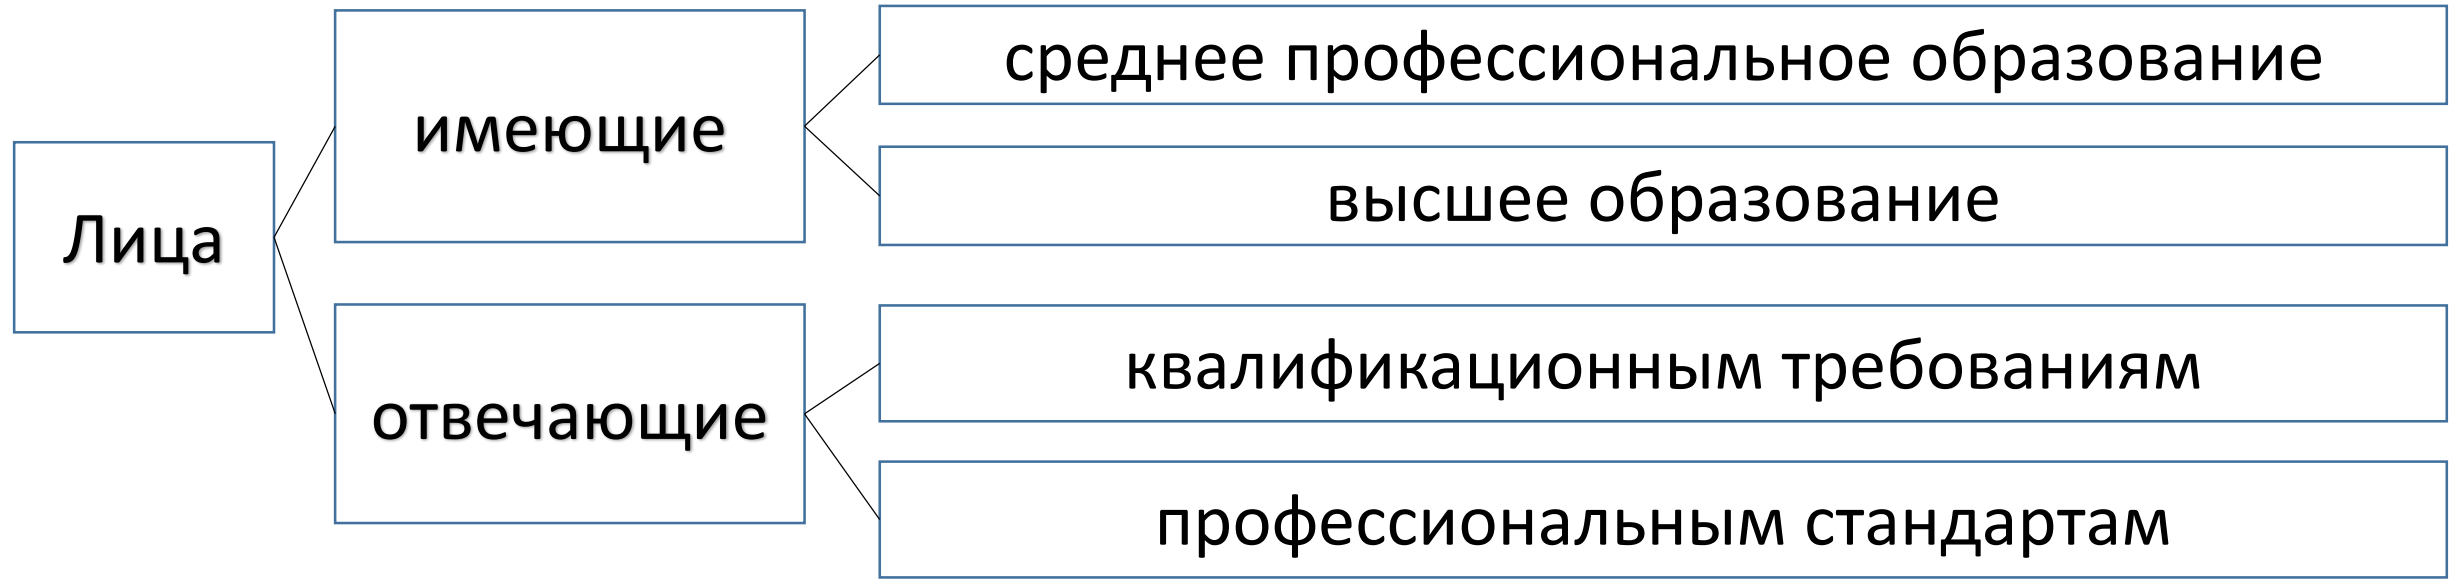 Лица
имеющие
среднее профессиональное образование
высшее образование
отвечающие
квалификационным требованиям
профессиональным стандартам